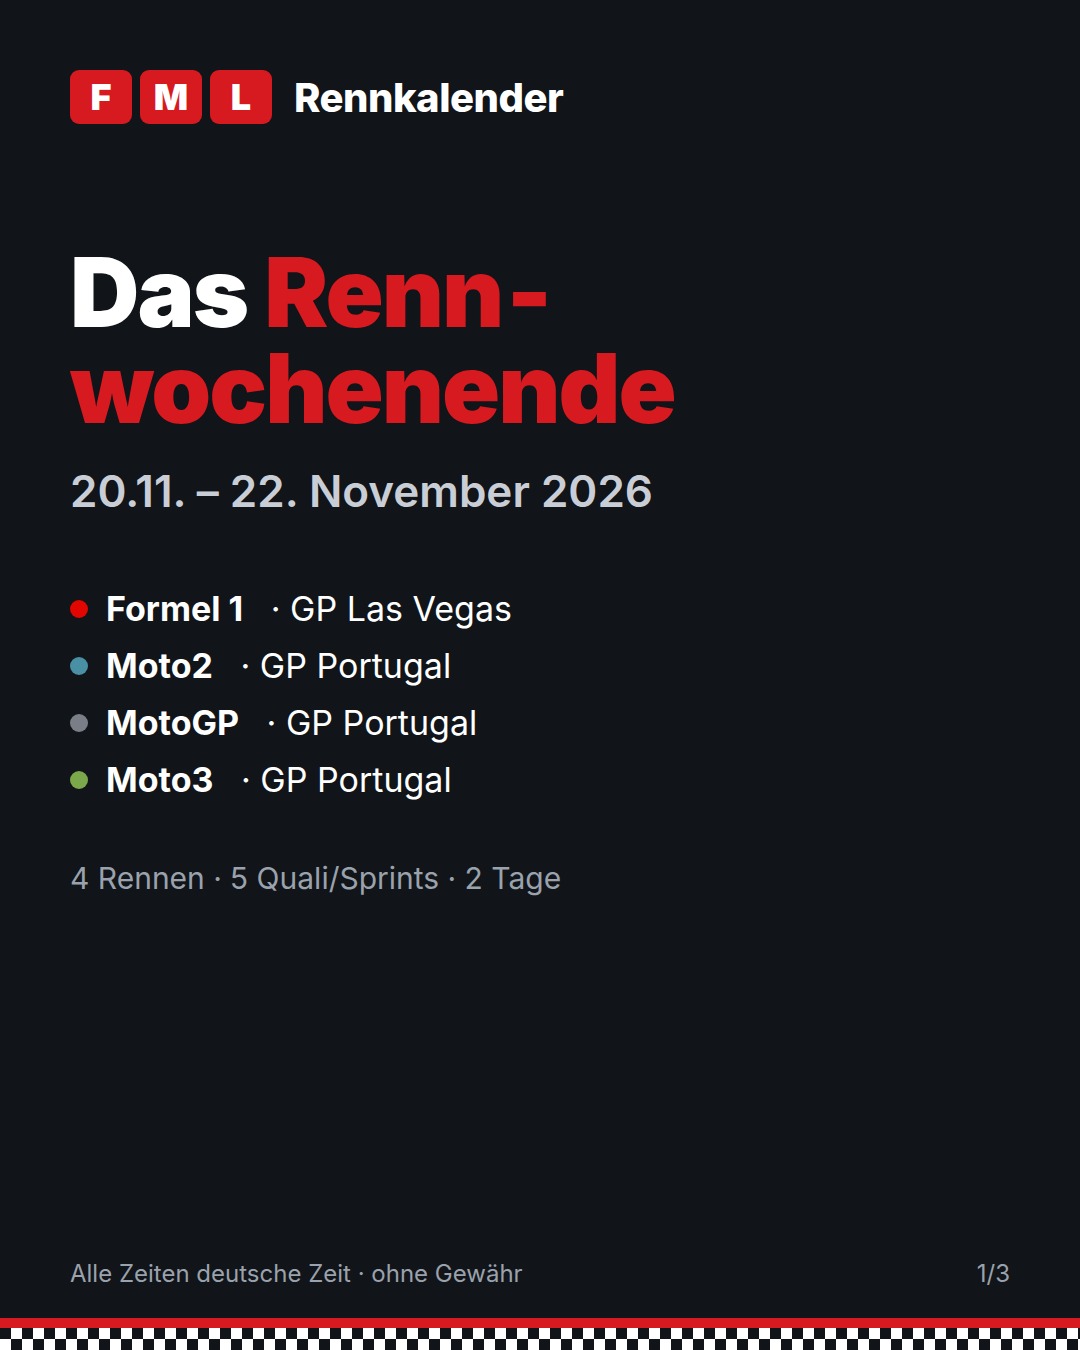 F M L Rennkalender
Das Renn-
wochenende
20.11. – 22. November 2026
Formel 1 · GP Las Vegas
Moto2 · GP Portugal
MotoGP · GP Portugal
Moto3 · GP Portugal
4 Rennen · 5 Quali/Sprints · 2 Tage
Alle Zeiten deutsche Zeit · ohne Gewähr 1/3